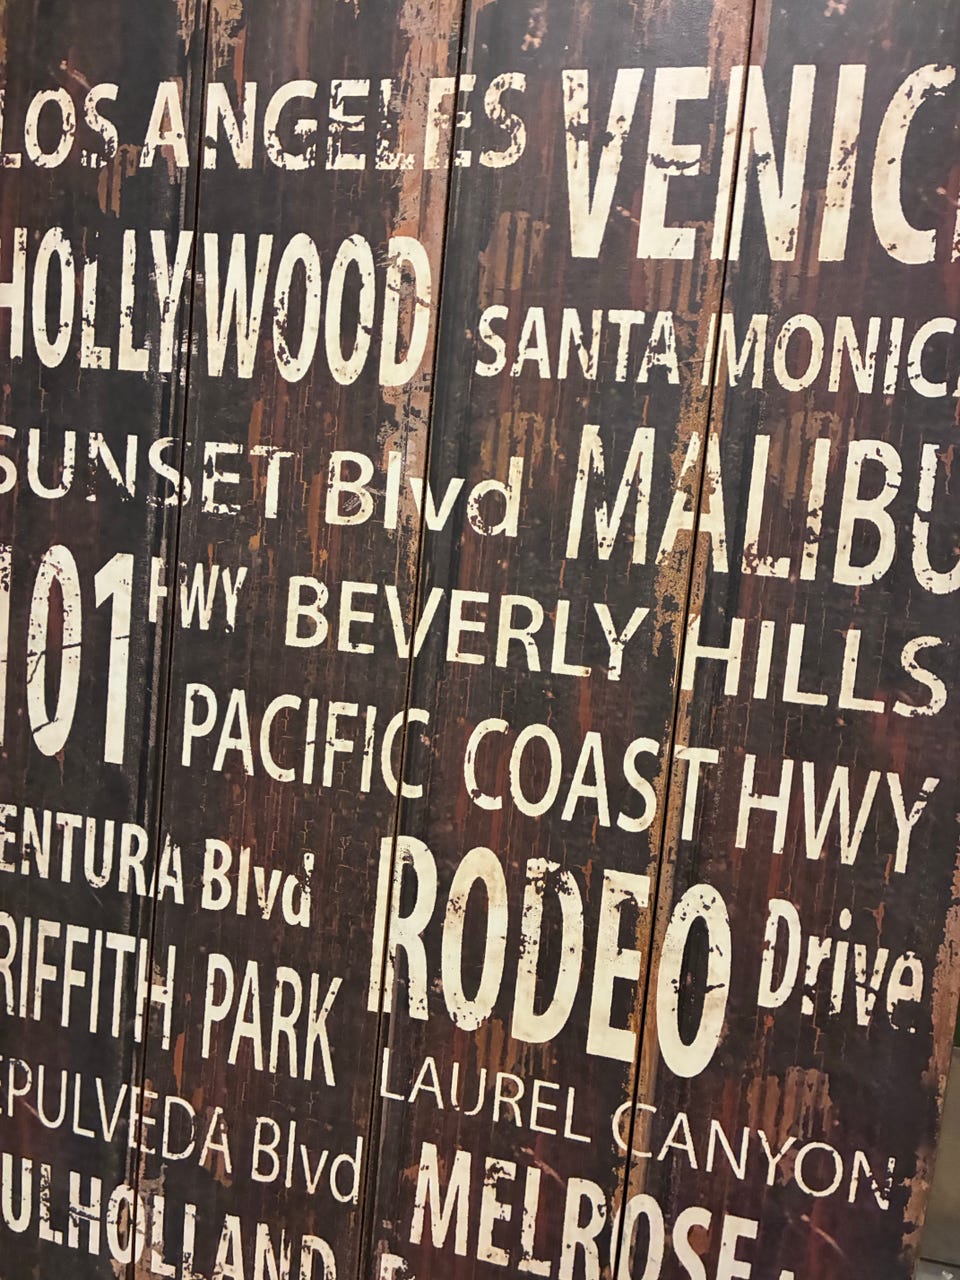 LOS ANGELES VENIC
HOLLYWOOD SANTA MONICA
SUNSET Blvd MALIBU
101 HWY BEVERLY HILLS
PACIFIC COAST HWY
ENTURA Blvd RODEO Drive
RIFFITH PARK
EPULVEDA Blvd LAUREL CANYON
ULHOLLAND MELROSE